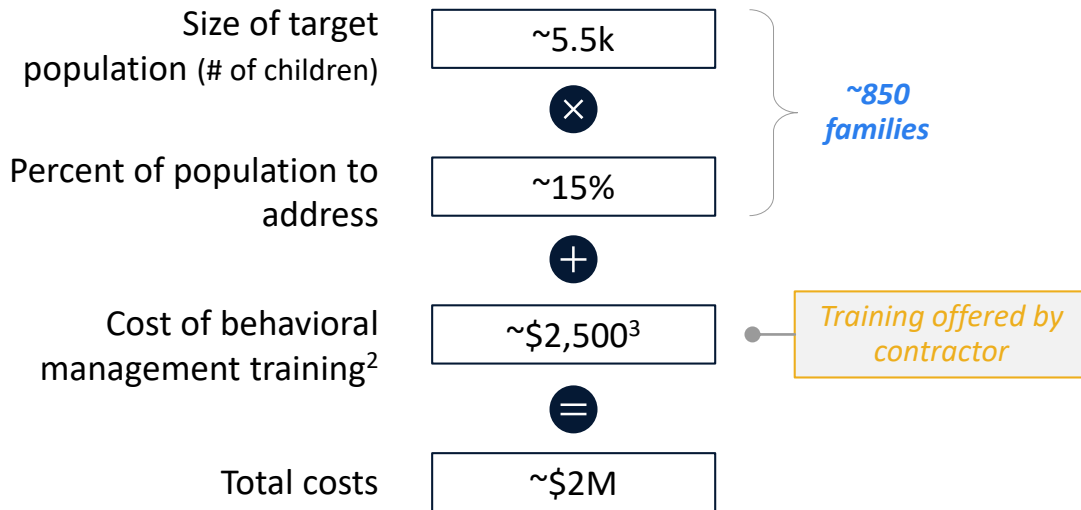 Size of target
population (# of children)
~5.5k
×
~850
families
Percent of population to
address
~15%
+
Cost of behavioral
management training²
~$2,500³
Training offered by
contractor
=
Total costs
~$2M